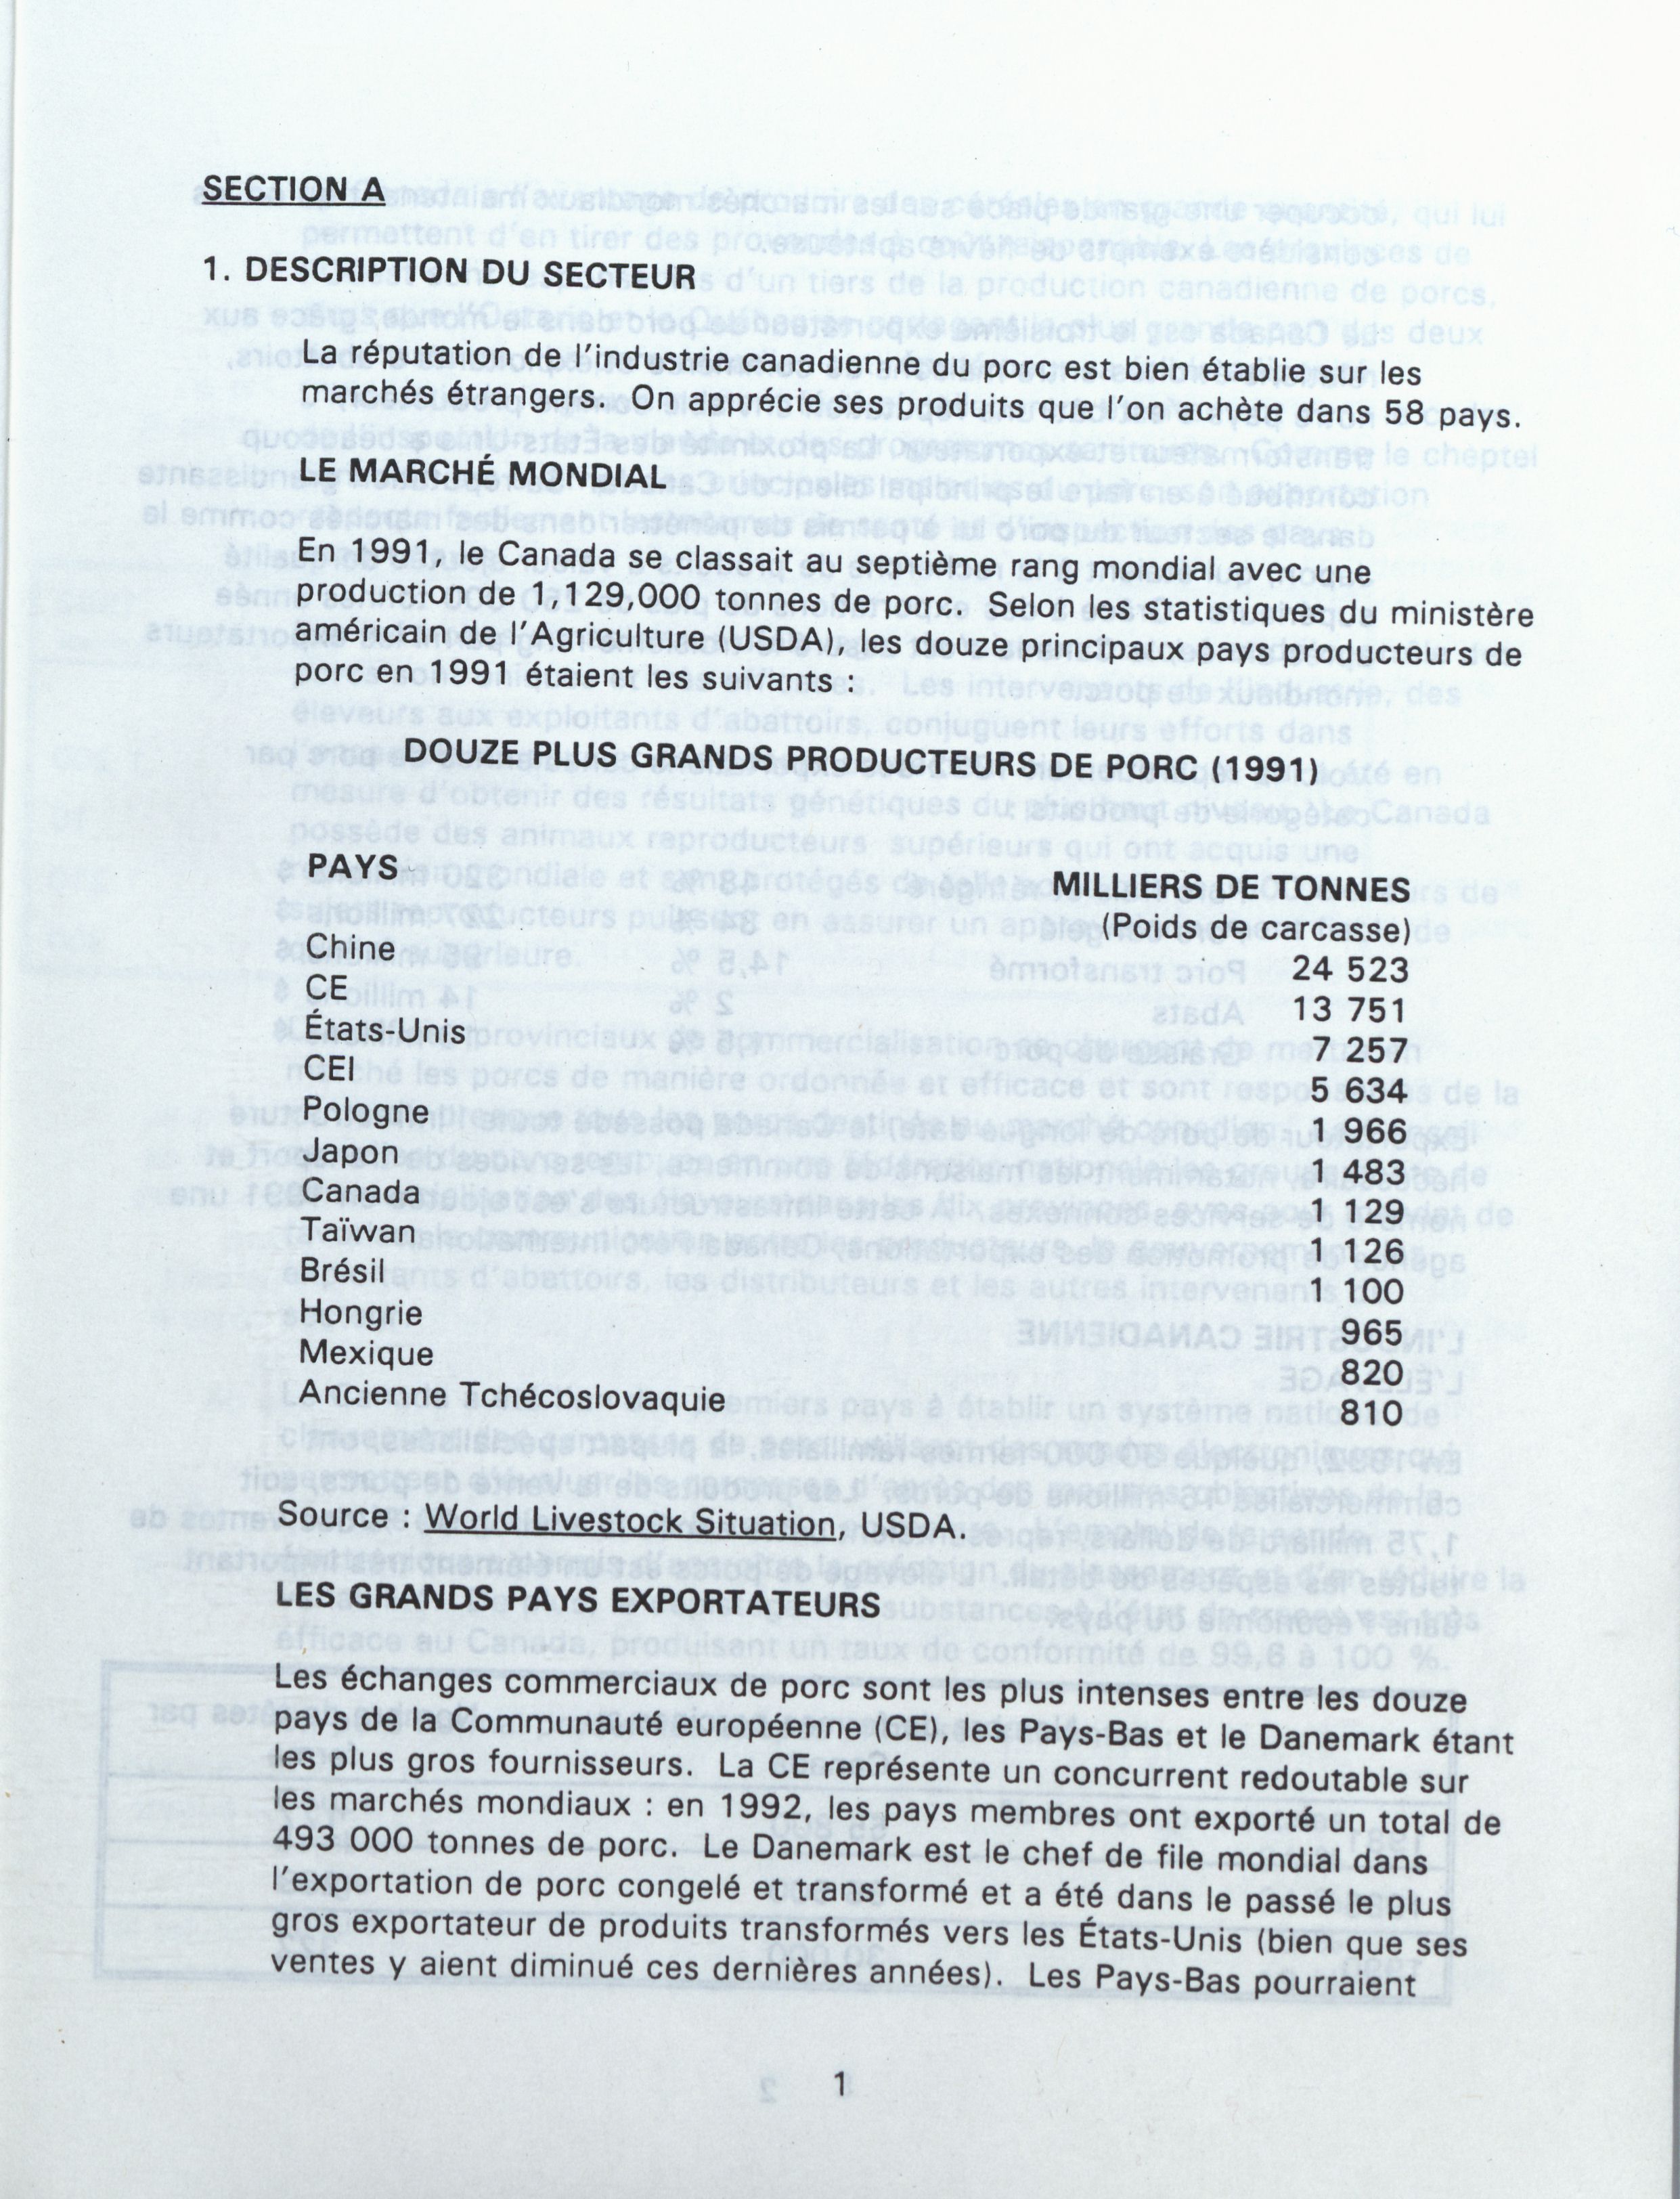 SECTION A
1. DESCRIPTION DU SECTEUR
La réputation de l'industrie canadienne du porc est bien établie sur les
marchés étrangers. On apprécie ses produits que l'on achète dans 58 pays.
LE MARCHÉ MONDIAL
En 1991, le Canada se classait au septième rang mondial avec une
production de 1, 129,000 tonnes de porc. Selon les statistiques du ministère
américain de l'Agriculture (USDA), les douze principaux pays producteurs de
porc en 1991 étaient les suivants :
DOUZE PLUS GRANDS PRODUCTEURS DE PORC (1991)
PAYS MILLIERS DE TONNES
(Poids de carcasse)
Chine 24 523
CE 13 751
États-Unis 7 257
CEI 5 634
Pologne 1 966
Japon 1 483
Canada 1 129
Taïwan 1 126
Brésil 1 100
Hongrie 965
Mexique 820
Ancienne Tchécoslovaquie 810
Source : World Livestock Situation, USDA.
LES GRANDS PAYS EXPORTATEURS
Les échanges commerciaux de porc sont les plus intenses entre les douze
pays de la Communauté européenne (CE), les Pays-Bas et le Danemark étant
les plus gros fournisseurs. La CE représente un concurrent redoutable sur
les marchés mondiaux : en 1992, les pays membres ont exporté un total de
493 000 tonnes de porc. Le Danemark est le chef de file mondial dans
l'exportation de porc congelé et transformé et a été dans le passé le plus
gros exportateur de produits transformés vers les États-Unis (bien que ses
ventes y aient diminué ces dernières années). Les Pays-Bas pourraient
1